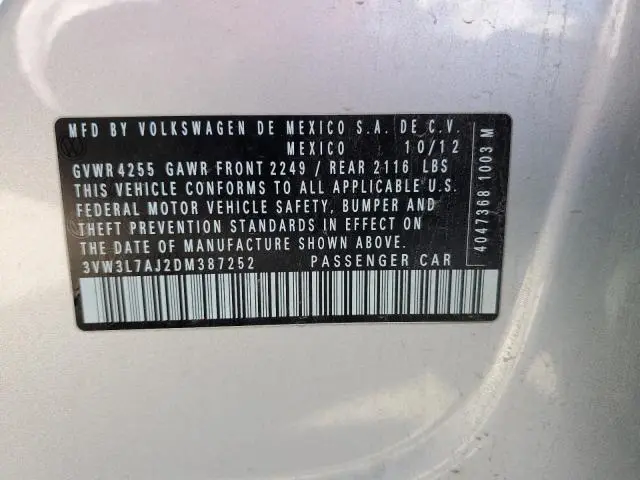 MFD BY VOLKSWAGEN DE MEXICO S.A. DE C.V.
MEXICO 10/12
GVWR 4255 GAWR FRONT 2249 / REAR 2116 LBS
THIS VEHICLE CONFORMS TO ALL APPLICABLE U.S.
FEDERAL MOTOR VEHICLE SAFETY, BUMPER AND
THEFT PREVENTION STANDARDS IN EFFECT ON
THE DATE OF MANUFACTURE SHOWN ABOVE.
3VW3L7AJ2DM387252 PASSENGER CAR
4047368 1003 M